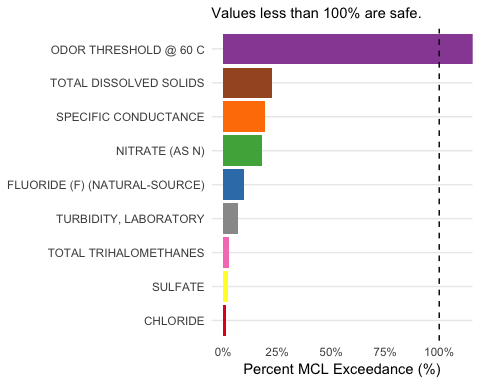 Values less than 100% are safe.
ODOR THRESHOLD @ 60 C
TOTAL DISSOLVED SOLIDS
SPECIFIC CONDUCTANCE
NITRATE (AS N)
FLUORIDE (F) (NATURAL-SOURCE)
TURBIDITY, LABORATORY
TOTAL TRIHALOMETHANES
SULFATE
CHLORIDE
0% 25% 50% 75% 100%
Percent MCL Exceedance (%)